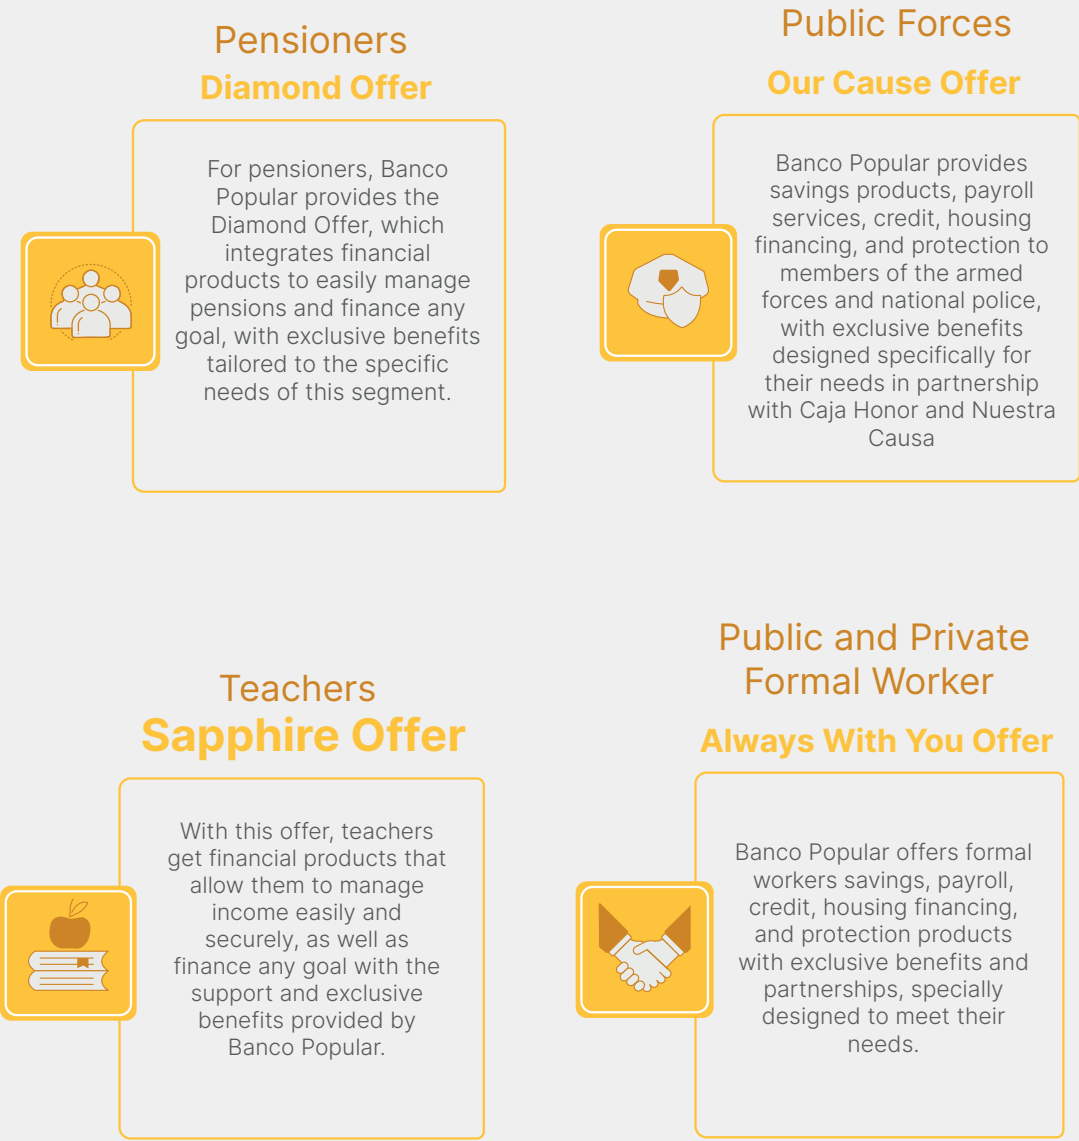 Pensioners
Diamond Offer
For pensioners, Banco
Popular provides the
Diamond Offer, which
integrates financial
products to easily manage
pensions and finance any
goal, with exclusive benefits
tailored to the specific
needs of this segment.
Public Forces
Our Cause Offer
Banco Popular provides
savings products, payroll
services, credit, housing
financing, and protection to
members of the armed
forces and national police,
with exclusive benefits
designed specifically for
their needs in partnership
with Caja Honor and Nuestra
Causa
Teachers
Sapphire Offer
With this offer, teachers
get financial products that
allow them to manage
income easily and
securely, as well as
finance any goal with the
support and exclusive
benefits provided by
Banco Popular.
Public and Private
Formal Worker
Always With You Offer
Banco Popular offers formal
workers savings, payroll,
credit, housing financing,
and protection products
with exclusive benefits and
partnerships, specially
designed to meet their
needs.